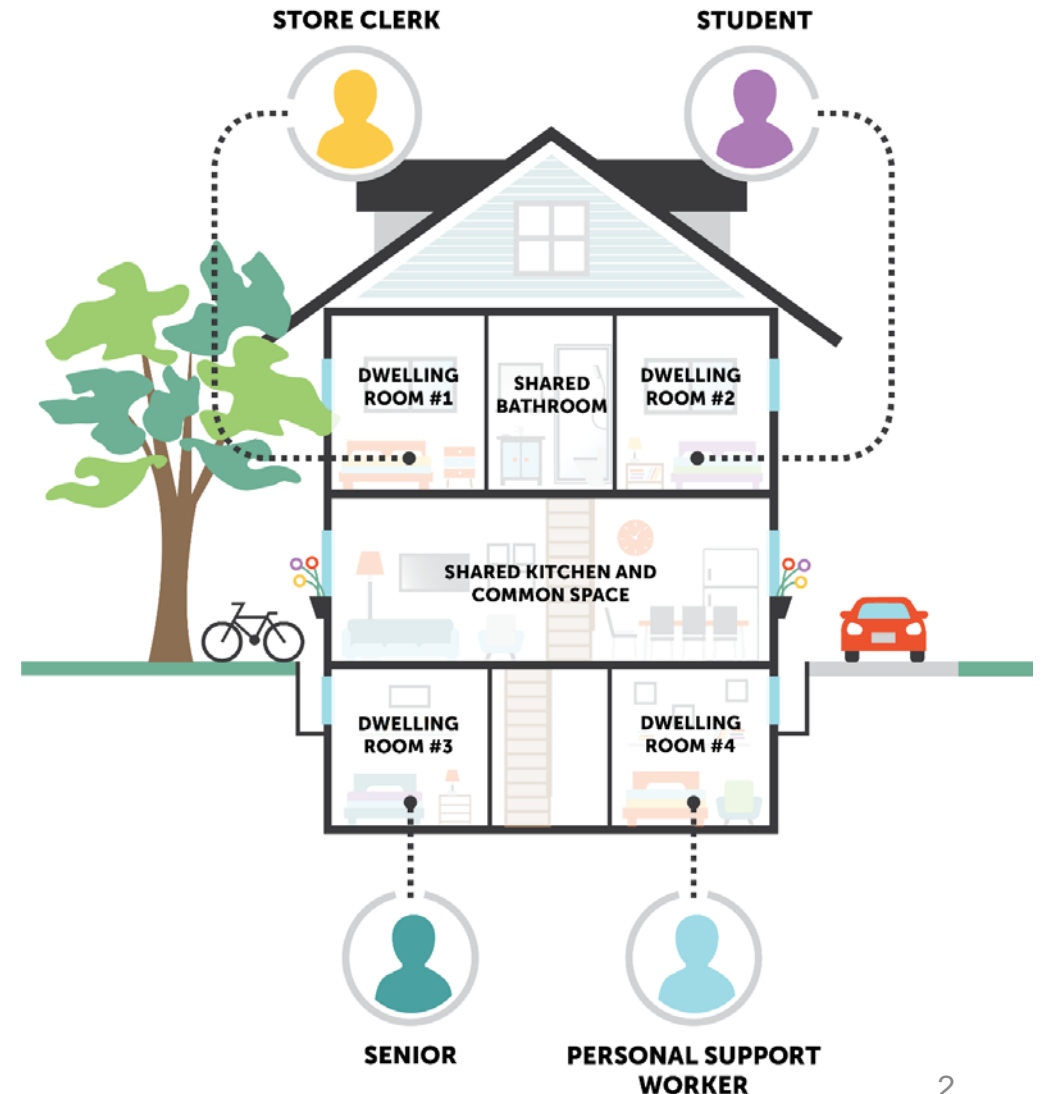 STORE CLERK
STUDENT
DWELLING
ROOM #1
SHARED
BATHROOM
DWELLING
ROOM #2
SHARED KITCHEN AND
COMMON SPACE
DWELLING
ROOM #3
DWELLING
ROOM #4
SENIOR
PERSONAL SUPPORT
WORKER
2